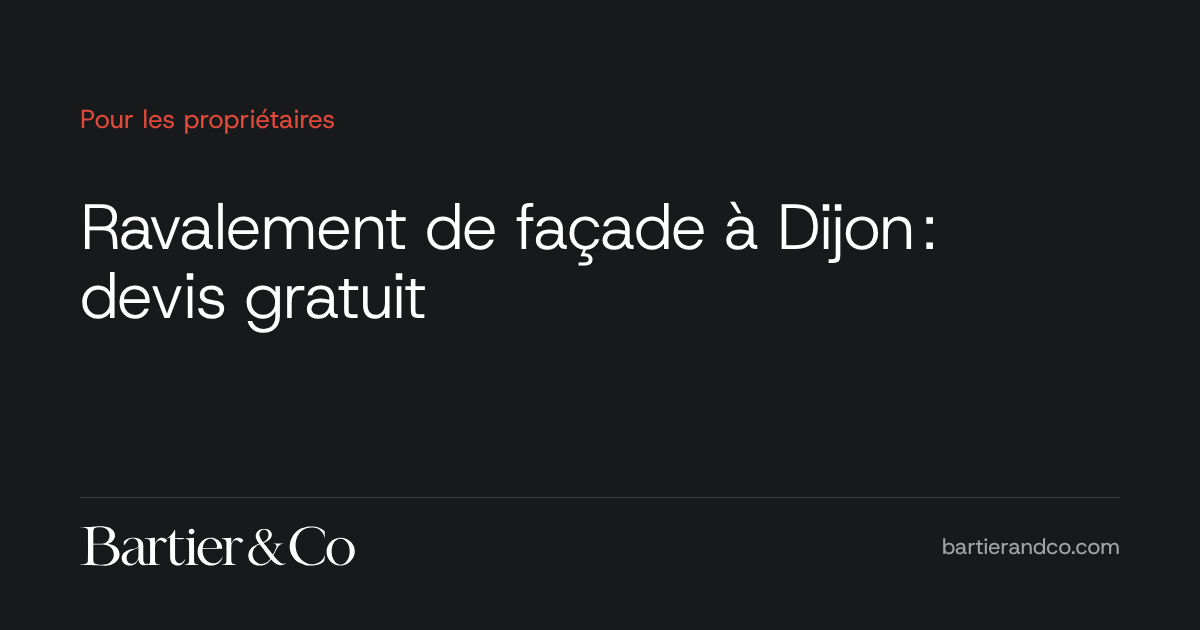 Pour les propriétaires
Ravalement de façade à Dijon :
devis gratuit
Bartier & Co
bartierandco.com